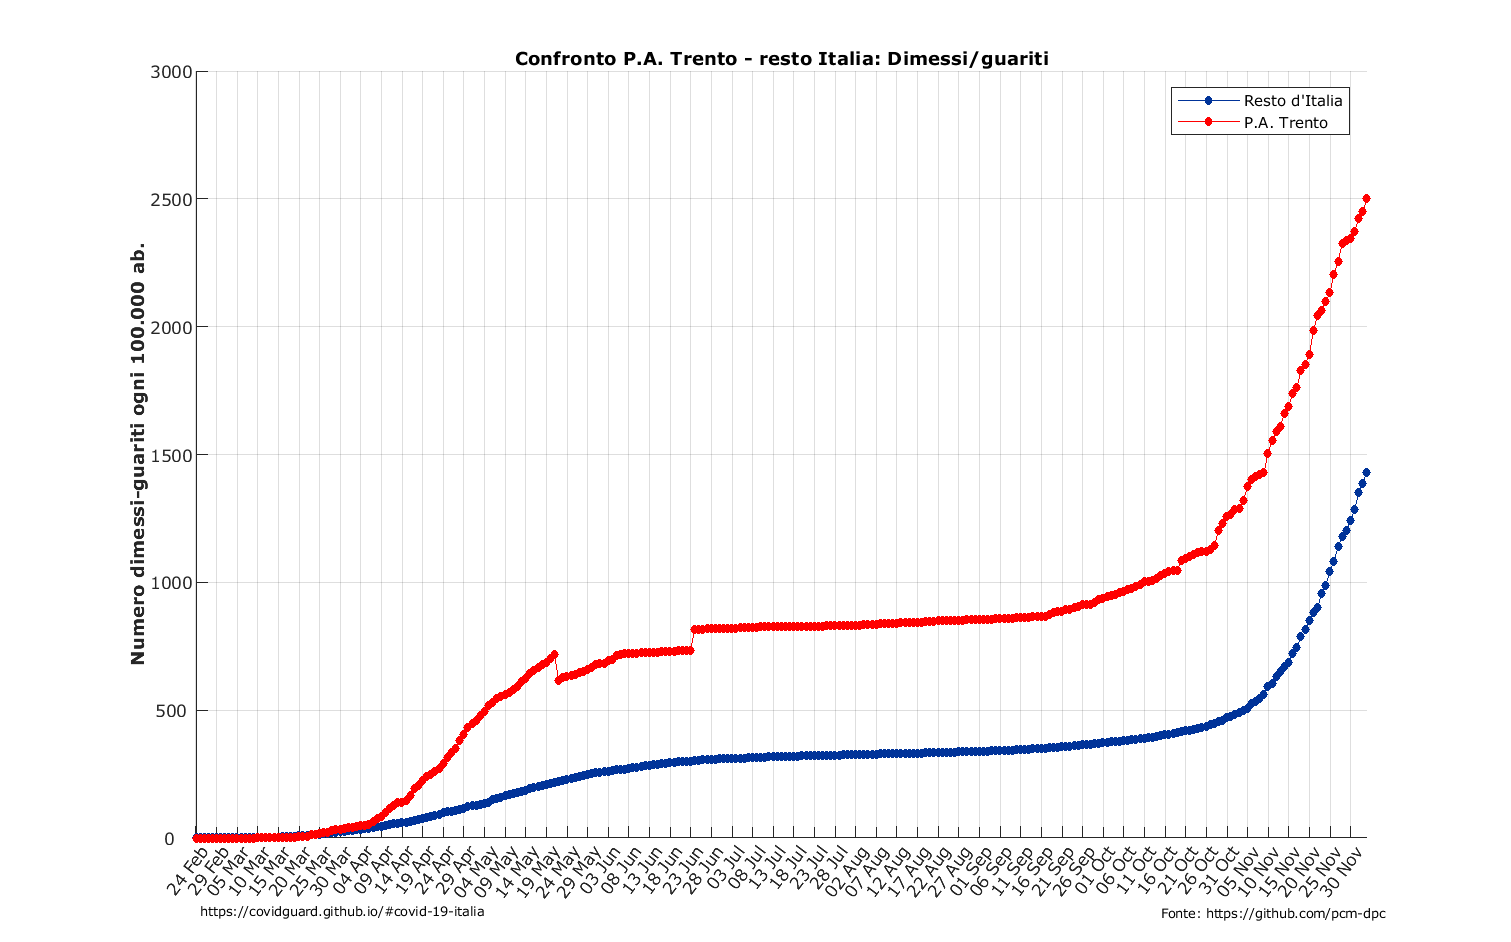 Confronto P.A. Trento - resto Italia: Dimessi/guariti
Resto d'Italia
P.A. Trento
Numero dimessi-guariti ogni 100.000 ab.
3000
2500
2000
1500
1000
500
0
24 Feb
29 Feb
05 Mar
10 Mar
15 Mar
20 Mar
25 Mar
30 Mar
04 Apr
09 Apr
14 Apr
19 Apr
24 Apr
29 Apr
04 May
09 May
14 May
19 May
24 May
29 May
03 Jun
08 Jun
13 Jun
18 Jun
23 Jun
28 Jun
03 Jul
08 Jul
13 Jul
18 Jul
23 Jul
28 Jul
02 Aug
07 Aug
12 Aug
17 Aug
22 Aug
27 Aug
01 Sep
06 Sep
11 Sep
16 Sep
21 Sep
26 Sep
01 Oct
06 Oct
11 Oct
16 Oct
21 Oct
26 Oct
31 Oct
05 Nov
10 Nov
15 Nov
20 Nov
25 Nov
30 Nov
https://covidguard.github.io/#covid-19-italia
Fonte: https://github.com/pcm-dpc